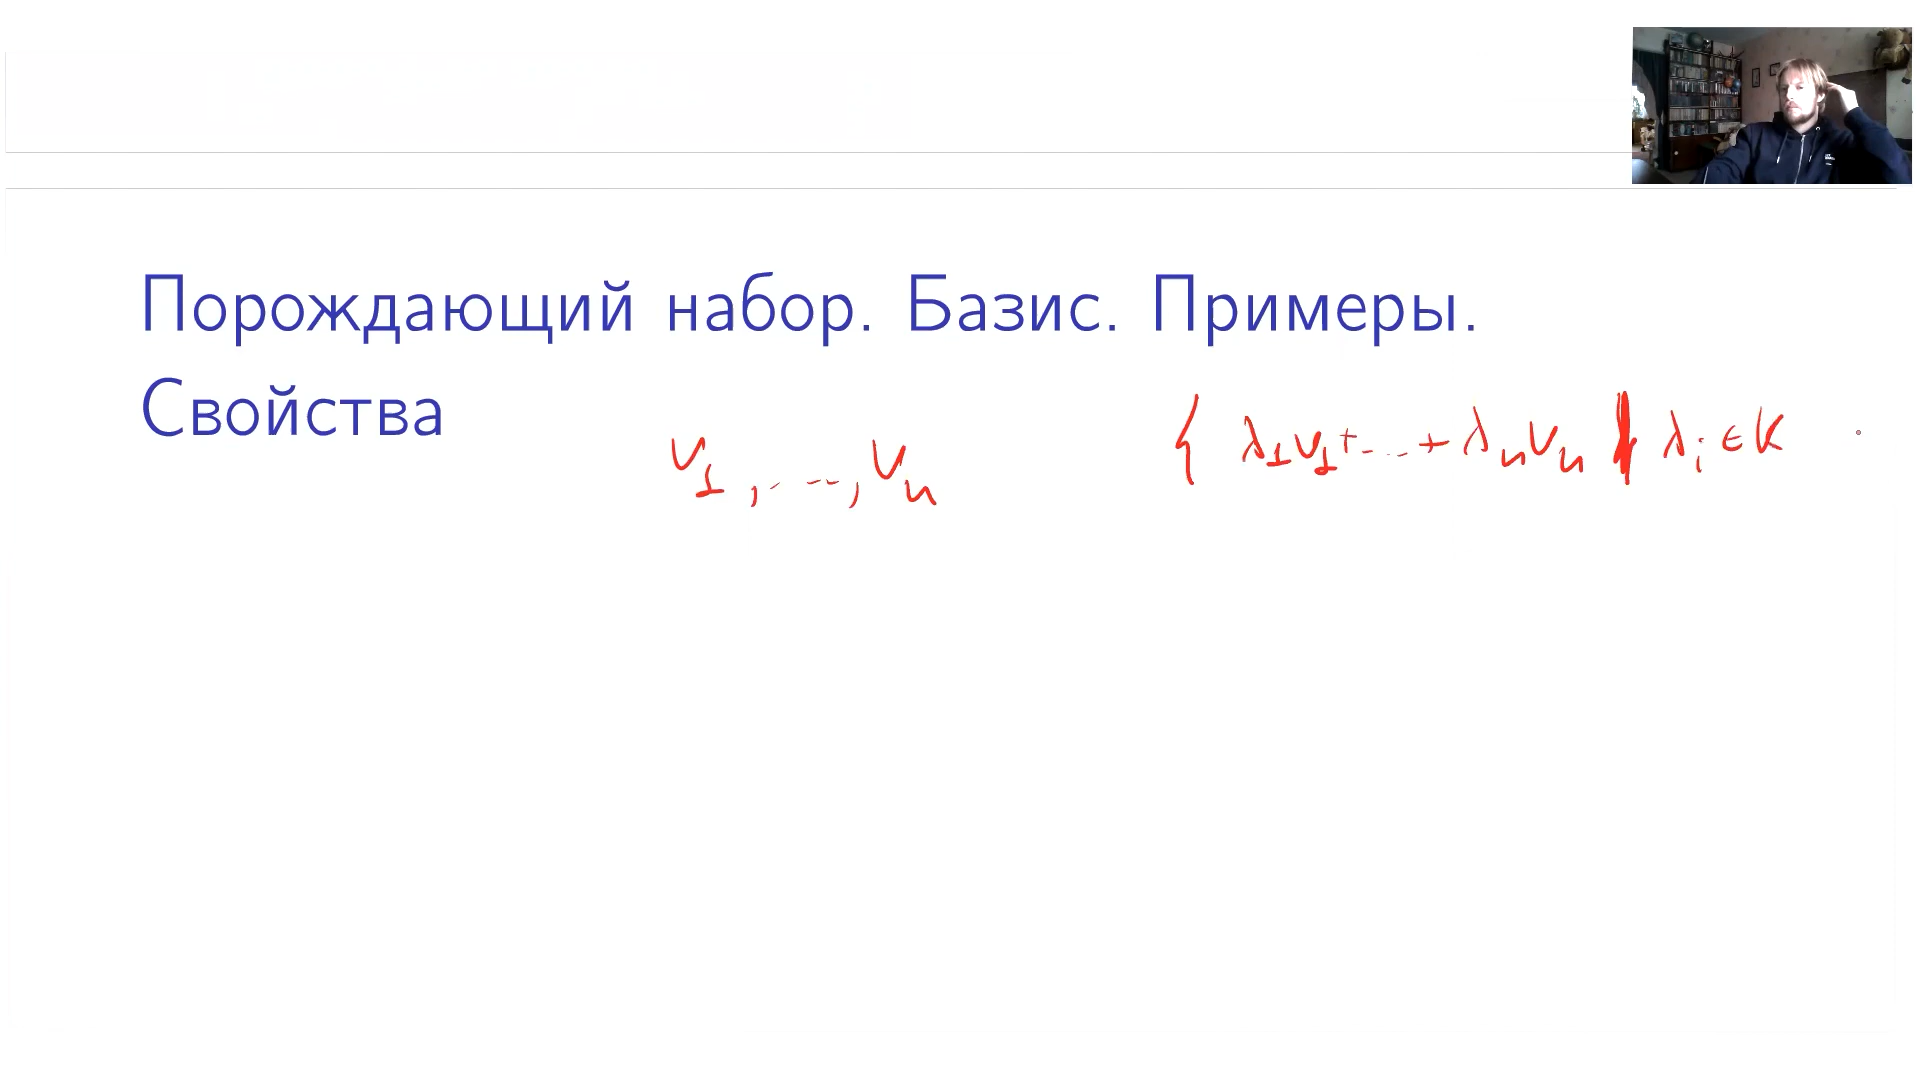 Порождающий набор. Базис. Примеры.
Свойства
v₁, ..., vₙ
{ λ₁v₁ + ... + λₙvₙ | λᵢ ∈ K